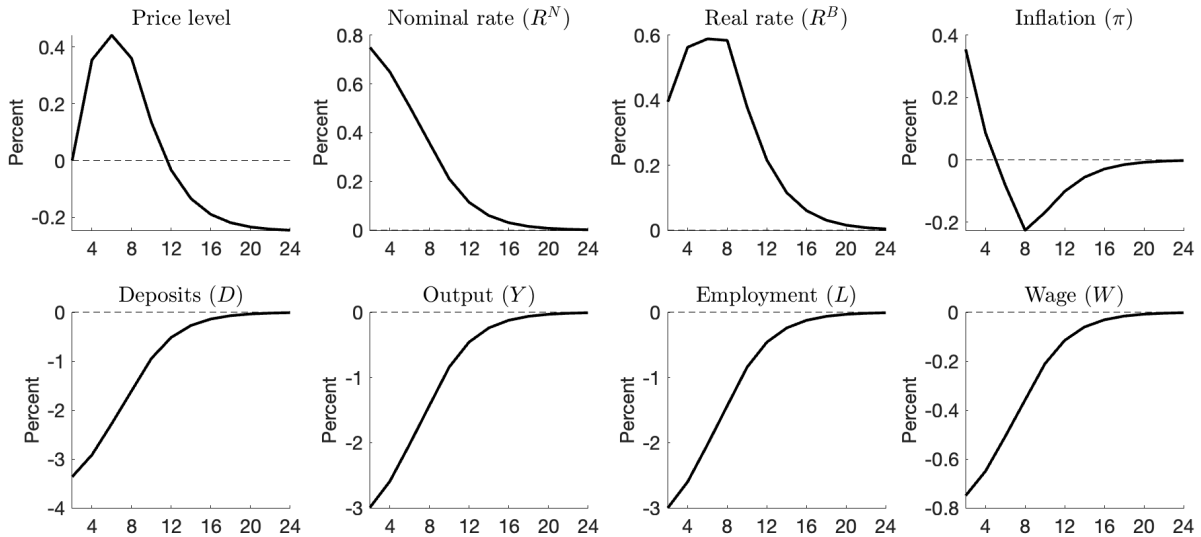 Price level
Nominal rate (R^N)
Real rate (R^B)
Inflation (π)
Percent
0.4
0.2
0
-0.2
4 8 12 16 20 24
Percent
0.8
0.6
0.4
0.2
0
4 8 12 16 20 24
Percent
0.6
0.4
0.2
0
4 8 12 16 20 24
Percent
0.4
0.2
0
-0.2
4 8 12 16 20 24
Deposits (D)
Output (Y)
Employment (L)
Wage (W)
Percent
0
-1
-2
-3
-4
4 8 12 16 20 24
Percent
0
-1
-2
-3
4 8 12 16 20 24
Percent
0
-1
-2
-3
4 8 12 16 20 24
Percent
0
-0.2
-0.4
-0.6
-0.8
4 8 12 16 20 24